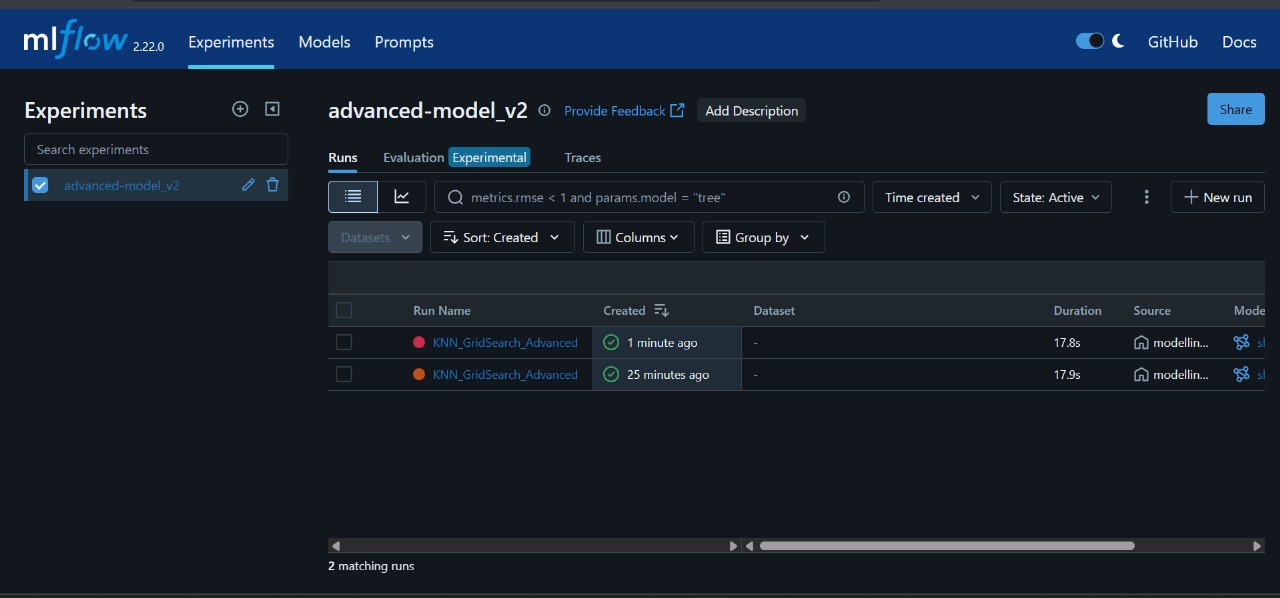 mlflow 2.22.0 Experiments Models Prompts GitHub Docs
Experiments
Search experiments
advanced-model_v2
advanced-model_v2 Provide Feedback Add Description Share
Runs Evaluation Experimental Traces
metrics.rmse < 1 and params.model = "tree" Time created State: Active New run
Datasets Sort: Created Columns Group by
Run Name Created Dataset Duration Source Mode
KNN_GridSearch_Advanced 1 minute ago - 17.8s modellin... sl
KNN_GridSearch_Advanced 25 minutes ago - 17.9s modellin... sl
2 matching runs